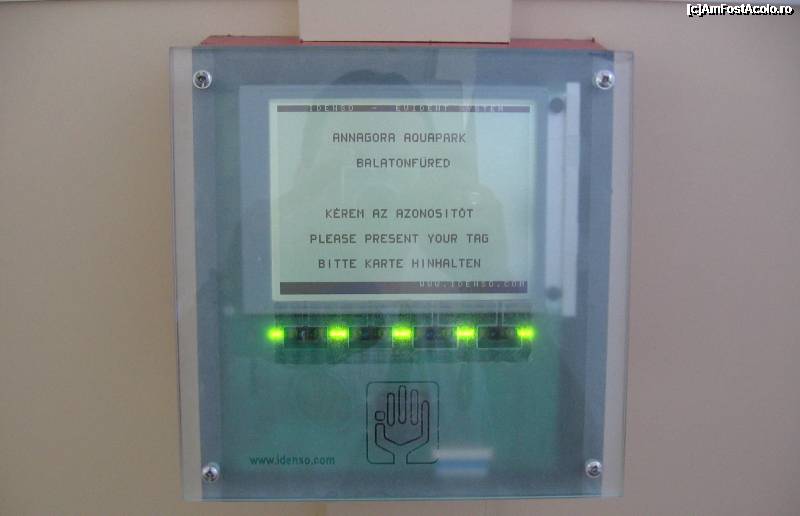 [c]AmFostAcolo.ro
IDENSO - EVIDENT SYSTEM
ANNAGORA AQUAPARK
BALATONFÜRED
KÉREM AZ AZONOSÍTÓT
PLEASE PRESENT YOUR TAG
BITTE KARTE HINHALTEN
WWW.IDENSO.COM
www.idenso.com